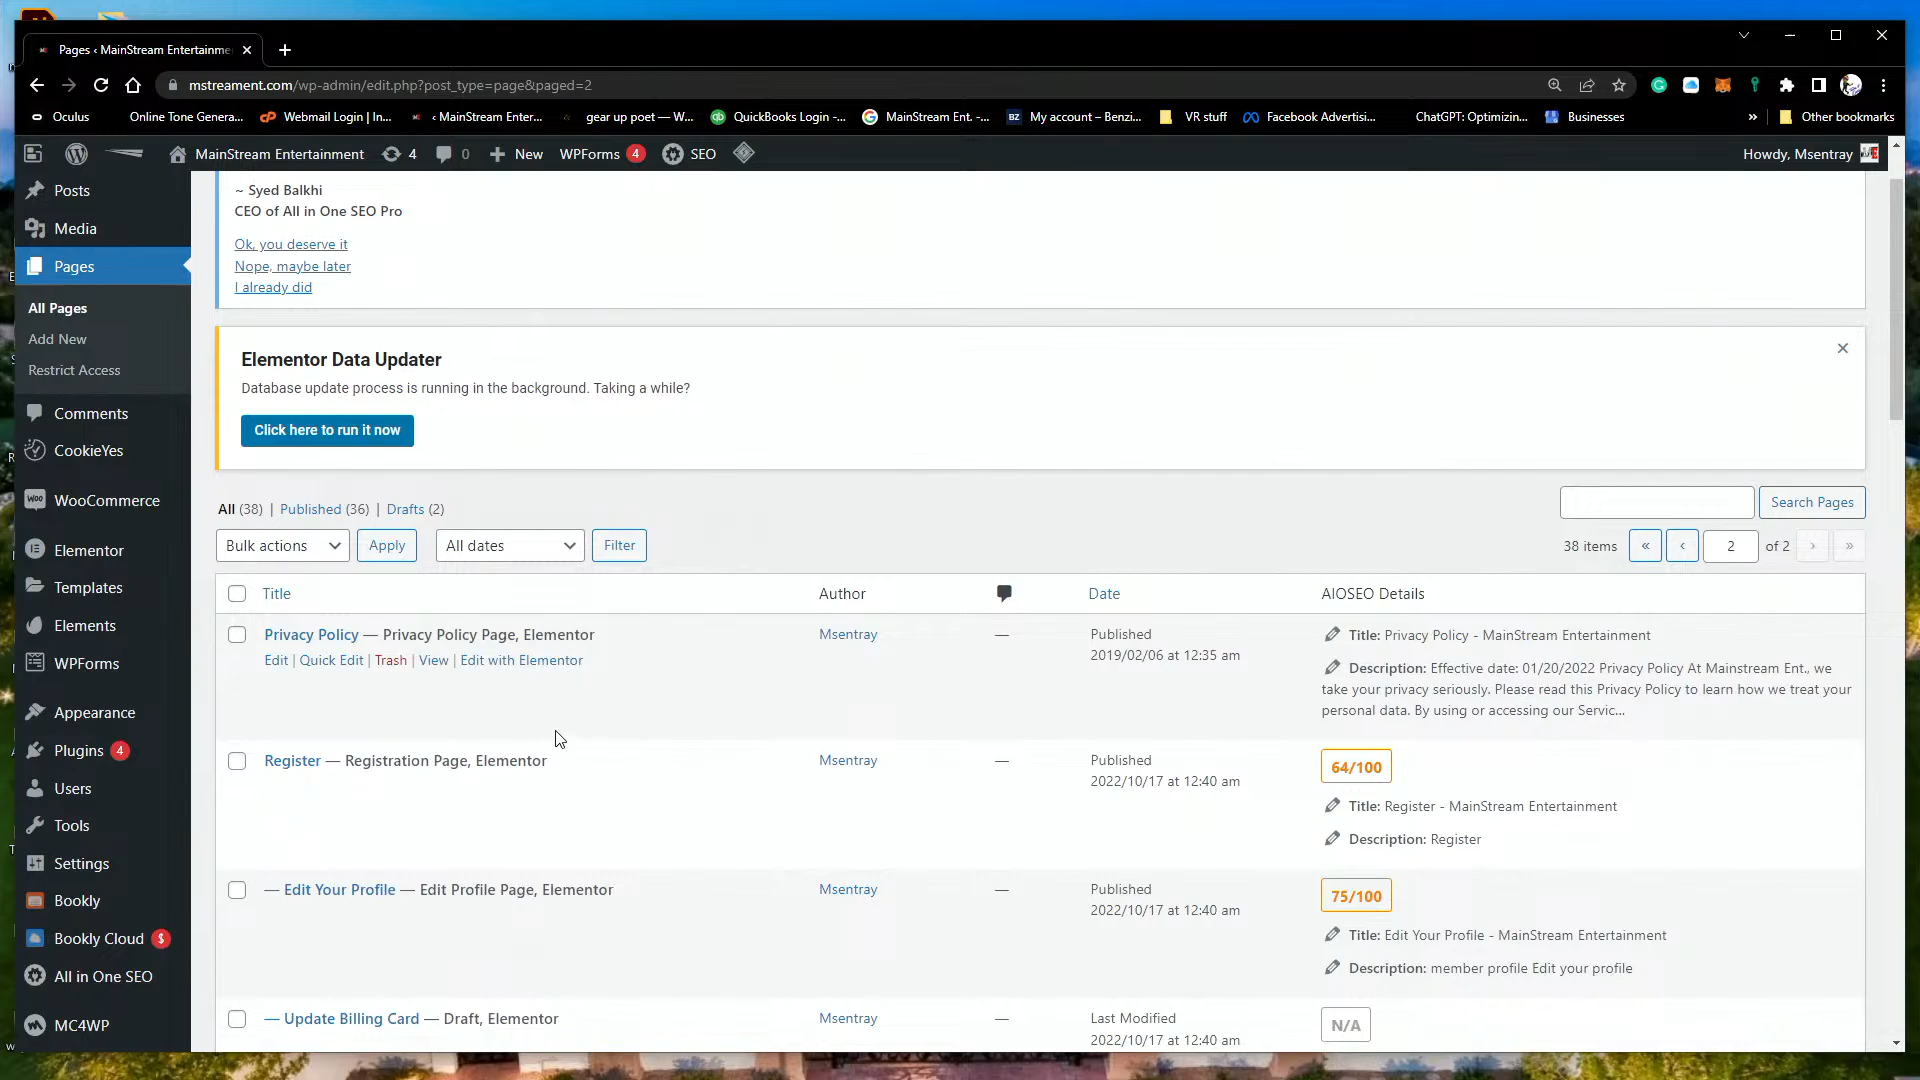 Pages ‹ MainStream Entertainme
mstreament.com/wp-admin/edit.php?post_type=page&paged=2
Oculus
Online Tone Genera...
Webmail Login | In...
‹ MainStream Enter...
gear up poet — W...
QuickBooks Login -...
MainStream Ent. -...
BZ
My account – Benzi...
VR stuff
Facebook Advertisi...
ChatGPT: Optimizin...
Businesses
»
Other bookmarks
MainStream Entertainment
4
0
New
WPForms 4
SEO
Howdy, Msentray
Posts
Media
Pages
All Pages
Add New
Restrict Access
Comments
CookieYes
WooCommerce
Elementor
Templates
Elements
WPForms
Appearance
Plugins 4
Users
Tools
Settings
Bookly
Bookly Cloud $
All in One SEO
MC4WP
~ Syed Balkhi
CEO of All in One SEO Pro
Ok, you deserve it
Nope, maybe later
I already did
Elementor Data Updater
Database update process is running in the background. Taking a while?
Click here to run it now
All (38) | Published (36) | Drafts (2)
Search Pages
Bulk actions
Apply
All dates
Filter
38 items « ‹ 2 of 2 › »
Title
Author
Date
AIOSEO Details
Privacy Policy — Privacy Policy Page, Elementor
Edit | Quick Edit | Trash | View | Edit with Elementor
Msentray
—
Published
2019/02/06 at 12:35 am
Title: Privacy Policy - MainStream Entertainment
Description: Effective date: 01/20/2022 Privacy Policy At Mainstream Ent., we
take your privacy seriously. Please read this Privacy Policy to learn how we treat your
personal data. By using or accessing our Servic...
Register — Registration Page, Elementor
Msentray
—
Published
2022/10/17 at 12:40 am
64/100
Title: Register - MainStream Entertainment
Description: Register
— Edit Your Profile — Edit Profile Page, Elementor
Msentray
—
Published
2022/10/17 at 12:40 am
75/100
Title: Edit Your Profile - MainStream Entertainment
Description: member profile Edit your profile
— Update Billing Card — Draft, Elementor
Msentray
—
Last Modified
2022/10/17 at 12:40 am
N/A